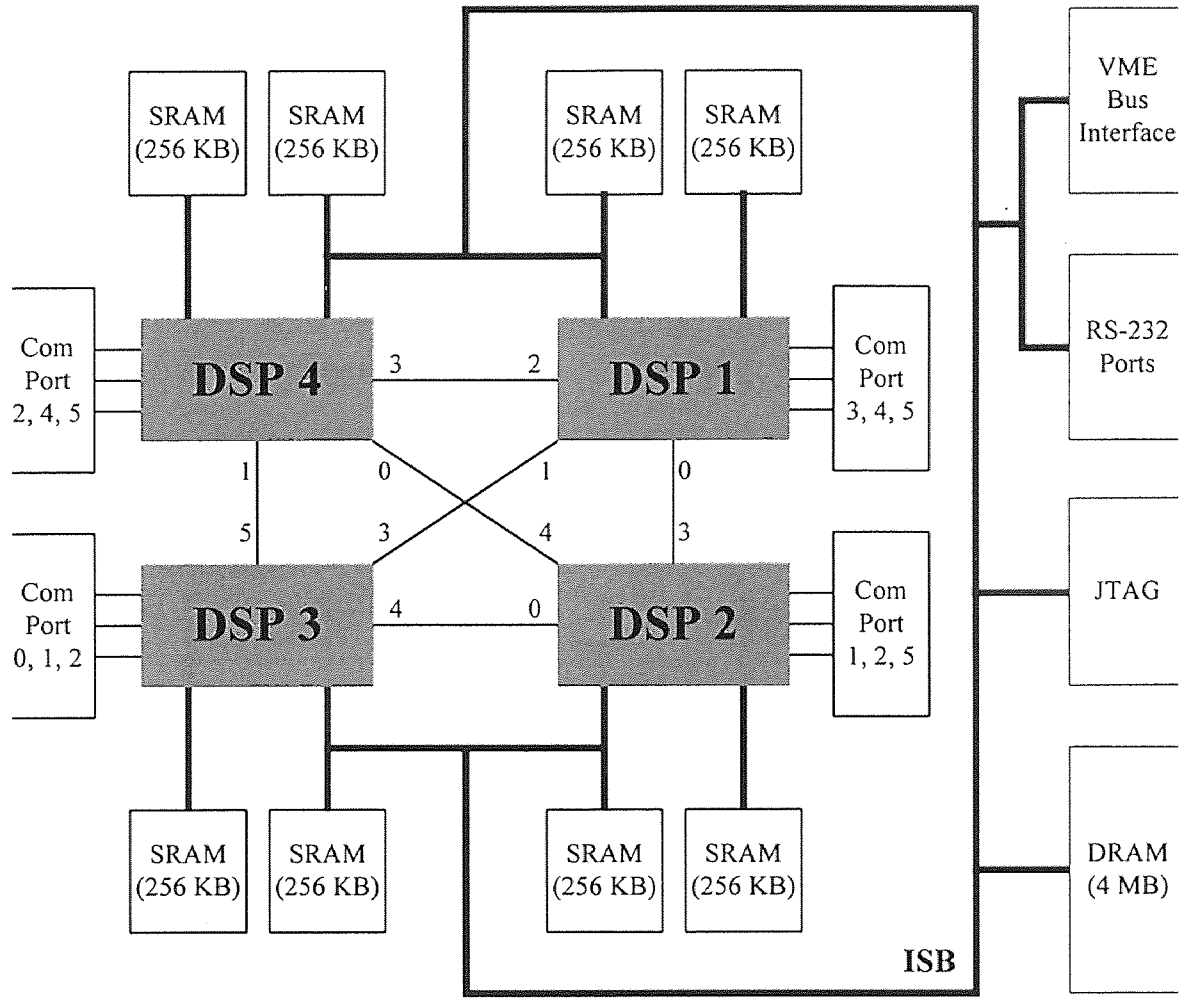 SRAM
(256 KB)
SRAM
(256 KB)
SRAM
(256 KB)
SRAM
(256 KB)
VME
Bus
Interface
Com
Port
2, 4, 5
DSP 4
3
2
DSP 1
Com
Port
3, 4, 5
RS-232
Ports
1
0
1
0
5
3
4
3
Com
Port
0, 1, 2
DSP 3
4
0
DSP 2
Com
Port
1, 2, 5
JTAG
SRAM
(256 KB)
SRAM
(256 KB)
SRAM
(256 KB)
SRAM
(256 KB)
DRAM
(4 MB)
ISB